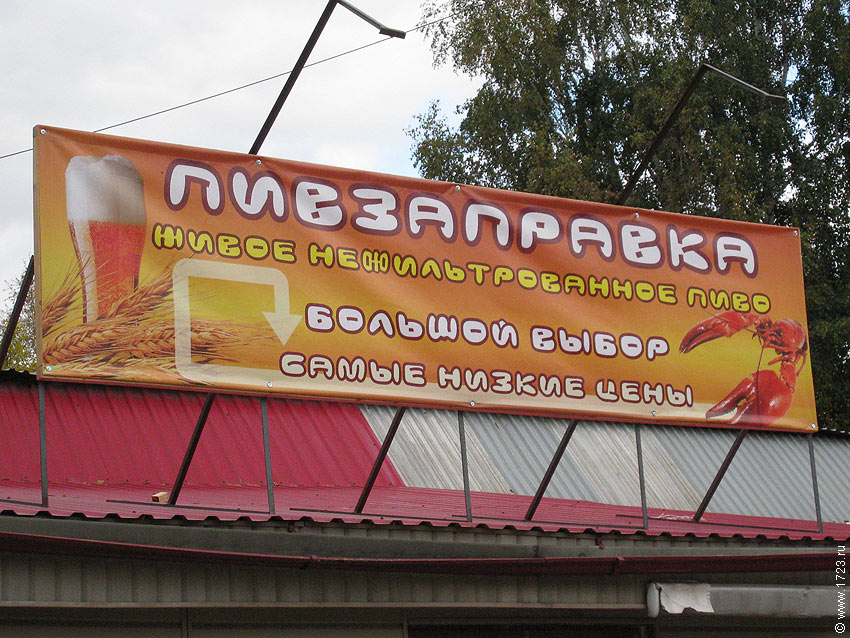 ПИВЗАПРАВКА
ЖИВОЕ НЕФИЛЬТРОВАННОЕ ПИВО
БОЛЬШОЙ ВЫБОР
САМЫЕ НИЗКИЕ ЦЕНЫ
© www.1723.ru